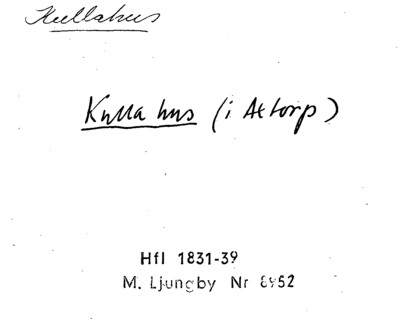 Kullahus
Kulla hus (i Attorp)
Hfl 1831-39
M. Ljungby Nr 8952